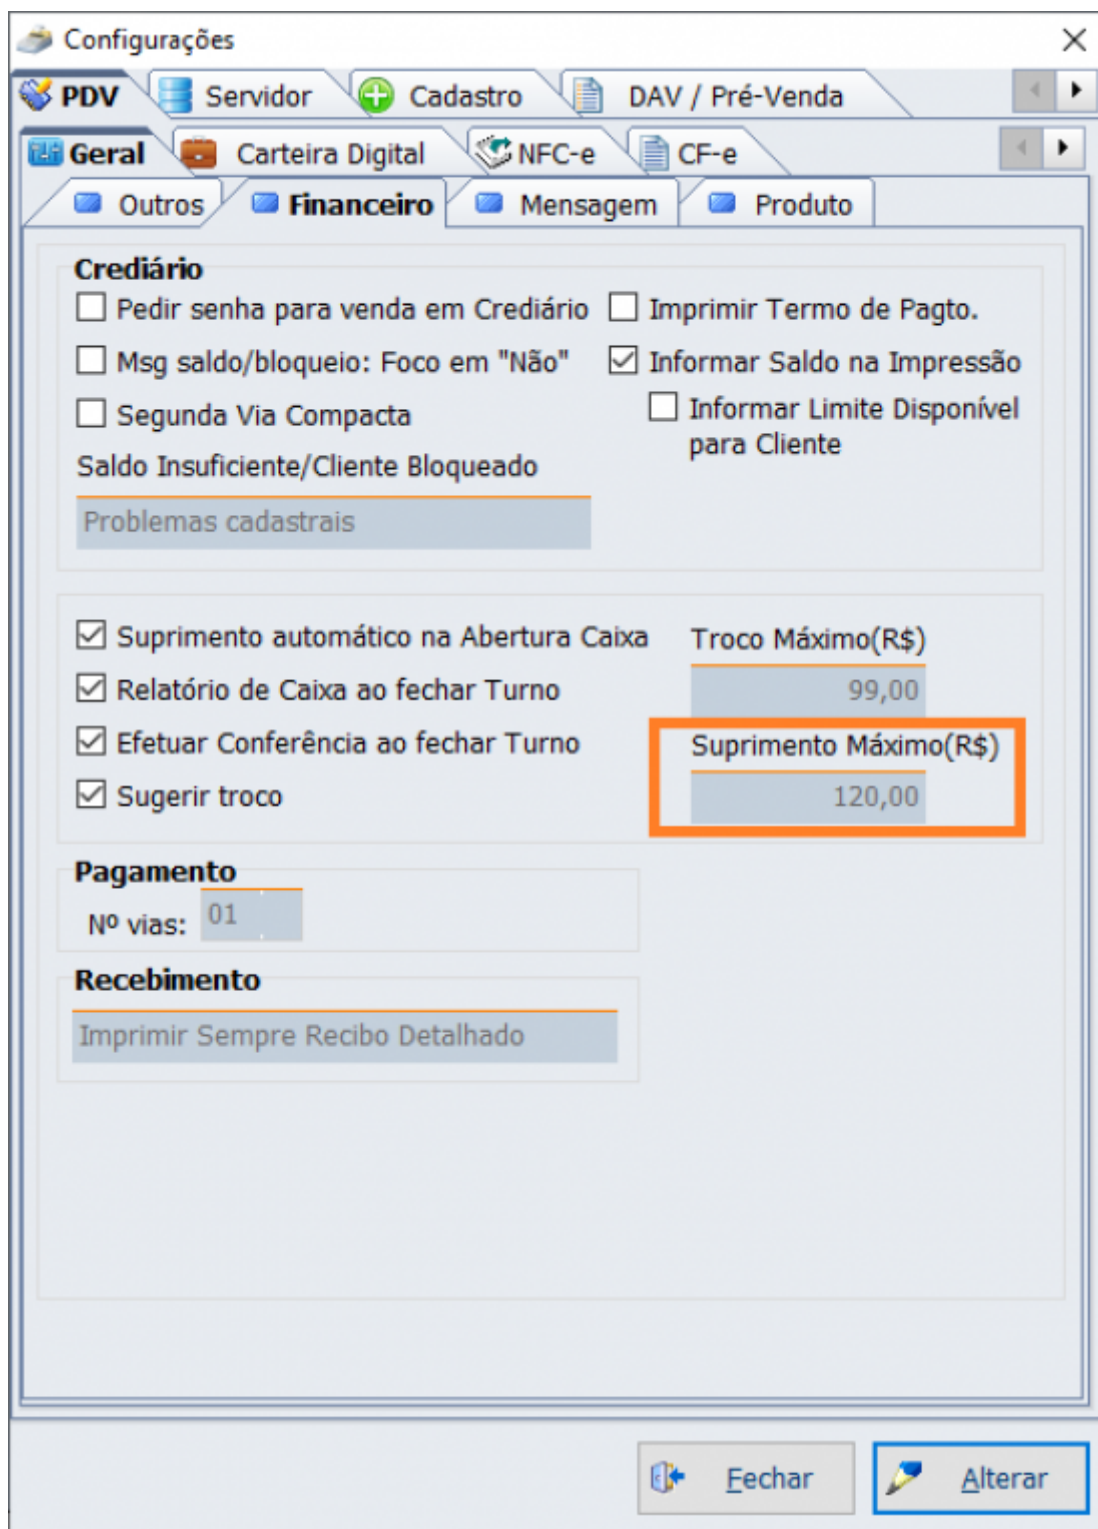 Configurações
PDV Servidor Cadastro DAV / Pré-Venda
Geral Carteira Digital NFC-e CF-e
Outros Financeiro Mensagem Produto
Crediário
Pedir senha para venda em Crediário Imprimir Termo de Pagto.
Msg saldo/bloqueio: Foco em "Não" Informar Saldo na Impressão
Segunda Via Compacta Informar Limite Disponível
para Cliente
Saldo Insuficiente/Cliente Bloqueado
Problemas cadastrais
Suprimento automático na Abertura Caixa Troco Máximo(R$)
Relatório de Caixa ao fechar Turno 99,00
Efetuar Conferência ao fechar Turno Suprimento Máximo(R$)
Sugerir troco 120,00
Pagamento
Nº vias: 01
Recebimento
Imprimir Sempre Recibo Detalhado
Fechar Alterar